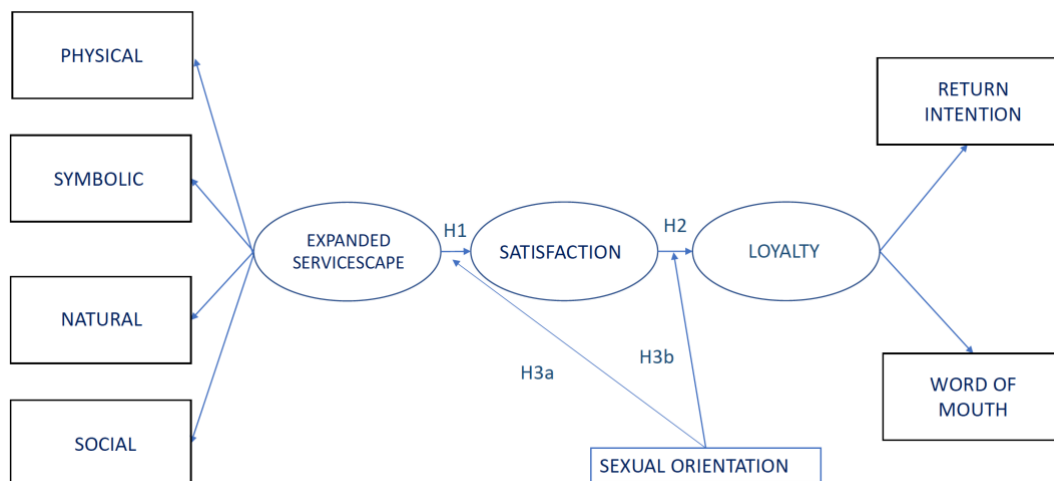 PHYSICAL
SYMBOLIC
NATURAL
SOCIAL
EXPANDED
SERVICESCAPE
H1
SATISFACTION
H2
LOYALTY
H3a
H3b
SEXUAL ORIENTATION
RETURN
INTENTION
WORD OF
MOUTH